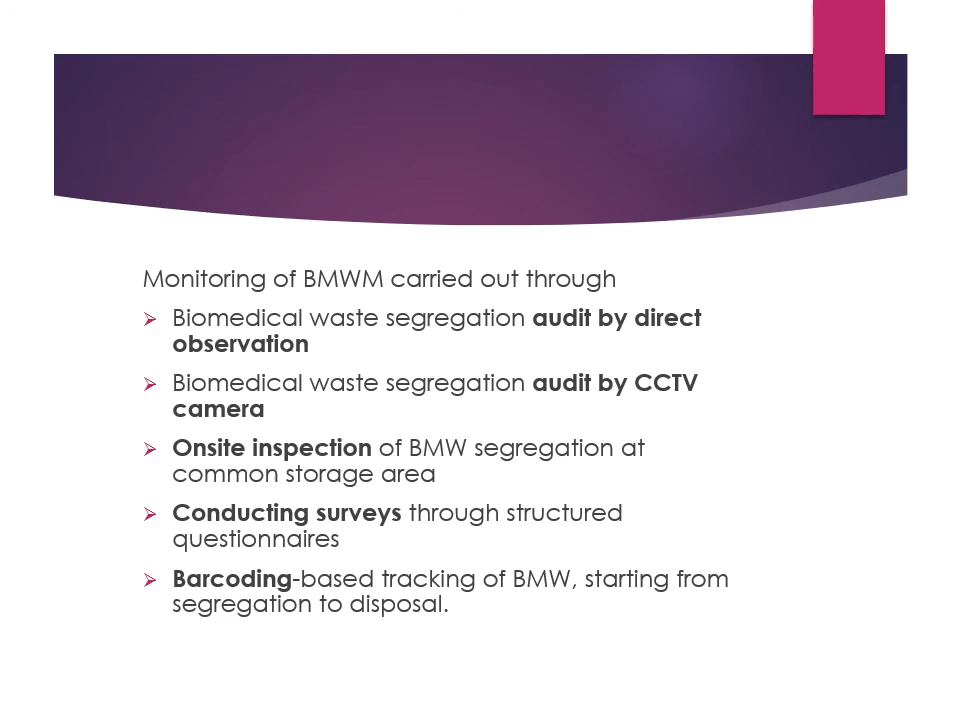 Monitoring of BMWM carried out through
Biomedical waste segregation audit by direct
observation
Biomedical waste segregation audit by CCTV
camera
Onsite inspection of BMW segregation at
common storage area
Conducting surveys through structured
questionnaires
Barcoding-based tracking of BMW, starting from
segregation to disposal.